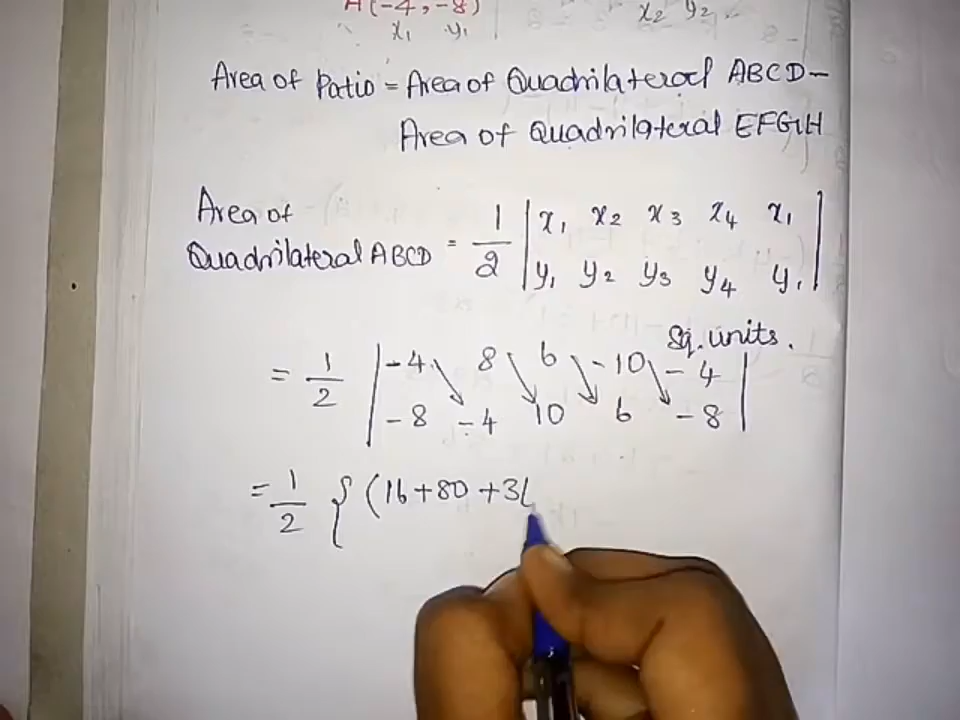 A(-4, -8)
x₁ y₁
x₂ y₂
Area of Patio = Area of Quadrilateral ABCD -
Area of Quadrilateral EFGH
Area of
Quadrilateral ABCD = 1/2 | x₁ x₂ x₃ x₄ x₁
y₁ y₂ y₃ y₄ y₁ |
Sq. units.
= 1/2 | -4 8 6 -10 -4
-8 -4 10 6 -8 |
= 1/2 { (16 + 80 + 3